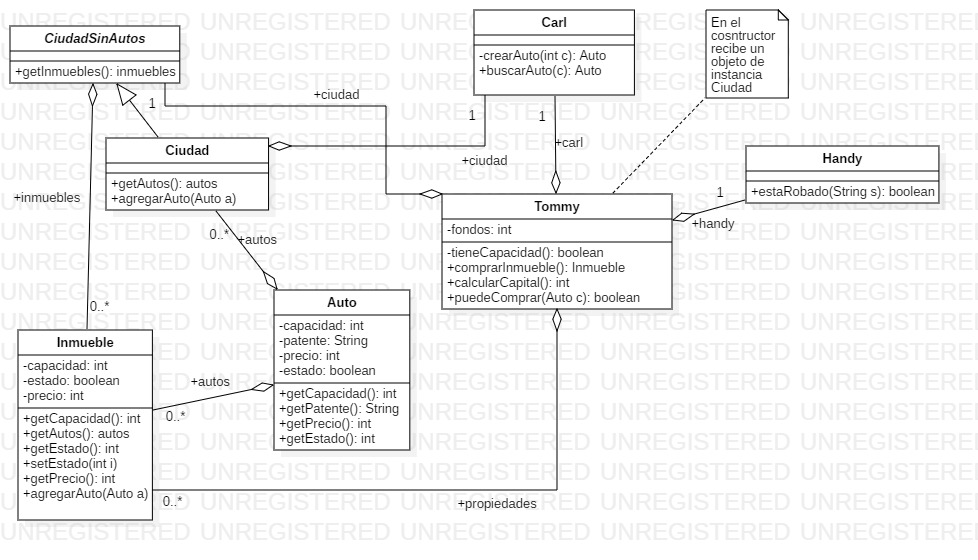 CiudadSinAutos
+getInmuebles(): inmuebles
Carl
-crearAuto(int c): Auto
+buscarAuto(c): Auto
En el
cosntructor
recibe un
objeto de
instancia
Ciudad
1
+ciudad
1
1
+carl
+ciudad
Ciudad
+getAutos(): autos
+agregarAuto(Auto a)
Handy
+estaRobado(String s): boolean
1
+handy
+inmuebles
0..*
+autos
Tommy
-fondos: int
-tieneCapacidad(): boolean
+comprarInmueble(): Inmueble
+calcularCapital(): int
+puedeComprar(Auto c): boolean
0..*
Auto
-capacidad: int
-patente: String
-precio: int
-estado: boolean
+getCapacidad(): int
+getPatente(): String
+getPrecio(): int
+getEstado(): int
Inmueble
-capacidad: int
-estado: boolean
-precio: int
+getCapacidad(): int
+getAutos(): autos
+getEstado(): int
+setEstado(int i)
+getPrecio(): int
+agregarAuto(Auto a)
+autos
0..*
0..*
+propiedades
UNREGISTERED